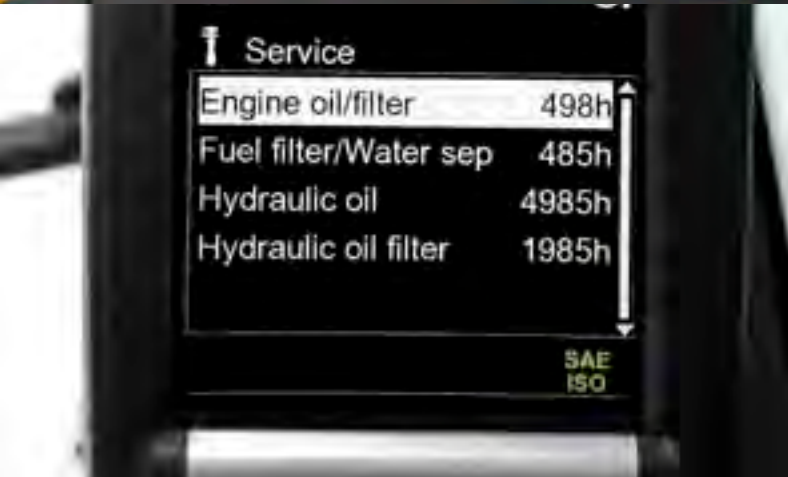 Service
Engine oil/filter 498h
Fuel filter/Water sep 485h
Hydraulic oil 4985h
Hydraulic oil filter 1985h
SAE
ISO